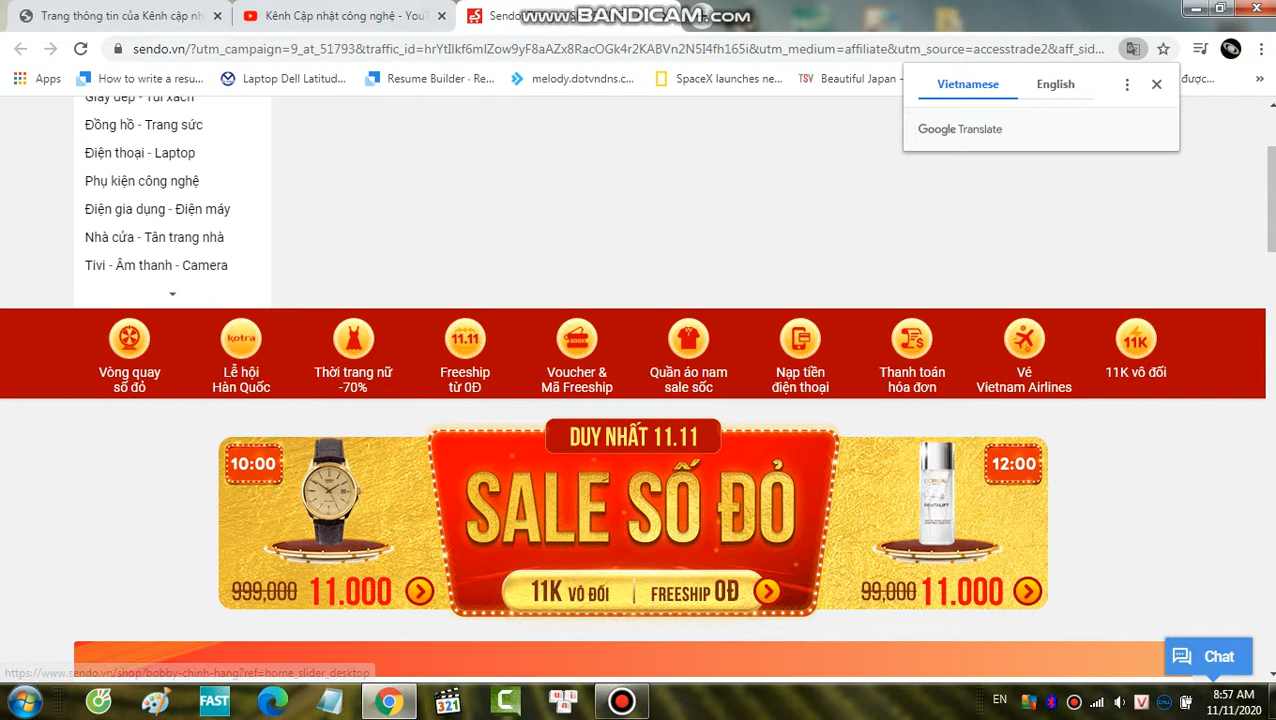 Trang thông tin của Kênh cập nh
Kênh Cập nhật công nghệ - YouT
Sendo
www.BANDICAM.com
sendo.vn/?utm_campaign=9_at_51793&traffic_id=hrYtIlkf6mIZow9yF8aAZx8RacOGk4r2KABVn2N5I4fh165i&utm_medium=affiliate&utm_source=accesstrade2&aff_sid...
Apps
How to write a resu...
Laptop Dell Latitud...
Resume Builder - Re...
melody.dotvndns.c...
SpaceX launches ne...
TSV
Beautiful Japan -
được...
»
Vietnamese
English
Google Translate
Giày dép - Túi xách
Đồng hồ - Trang sức
Điện thoại - Laptop
Phụ kiện công nghệ
Điện gia dụng - Điện máy
Nhà cửa - Tân trang nhà
Tivi - Âm thanh - Camera
kotra
11.11
500K
11K
Vòng quay
số đỏ
Lễ hội
Hàn Quốc
Thời trang nữ
-70%
Freeship
từ 0Đ
Voucher &
Mã Freeship
Quần áo nam
sale sốc
Nạp tiền
điện thoại
Thanh toán
hóa đơn
Vé
Vietnam Airlines
11K vô đối
10:00
999,000 11.000
DUY NHẤT 11.11
SALE SỐ ĐỎ
11K VÔ ĐỐI | FREESHIP 0Đ
12:00
REVITALIFT
99,000 11.000
https://www.sendo.vn/shop/bobby-chinh-hang?ref=home_slider_desktop
Chat
FAST
321
u n
i
EN
V
8:57 AM
11/11/2020